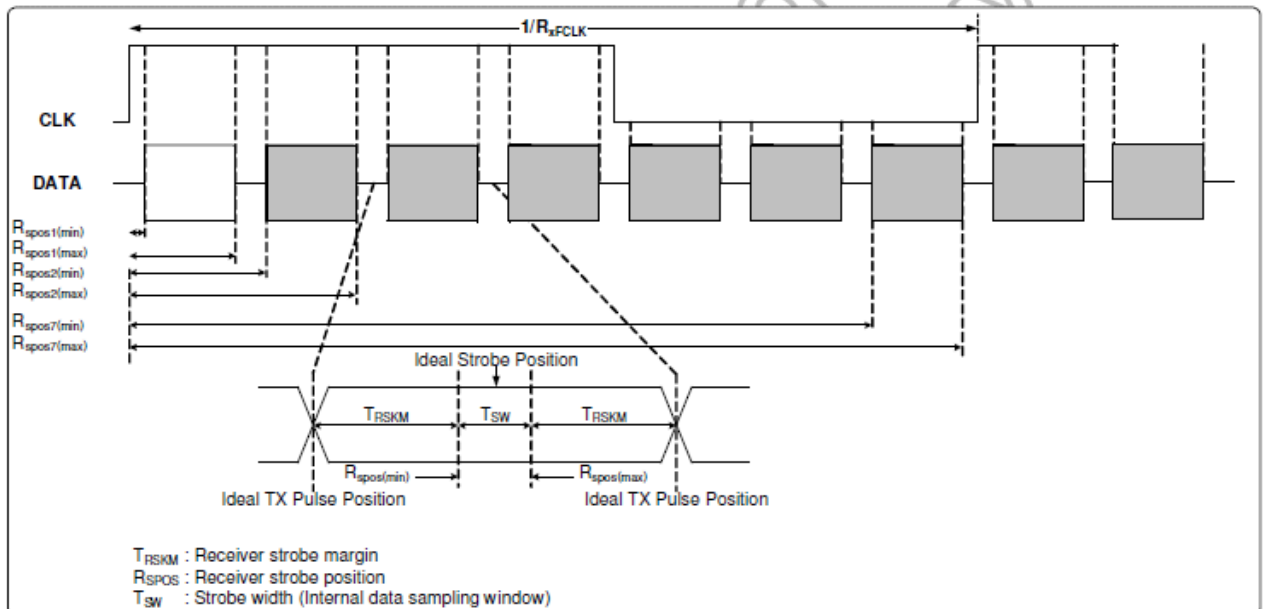 1/RxFCLK
CLK
DATA
Rspos1(min)
Rspos1(max)
Rspos2(min)
Rspos2(max)
Rspos7(min)
Rspos7(max)
Ideal Strobe Position
TRSKM TSW TRSKM
Rspos(min) Rspos(max)
Ideal TX Pulse Position Ideal TX Pulse Position
TRSKM : Receiver strobe margin
RSPOS : Receiver strobe position
TSW : Strobe width (Internal data sampling window)